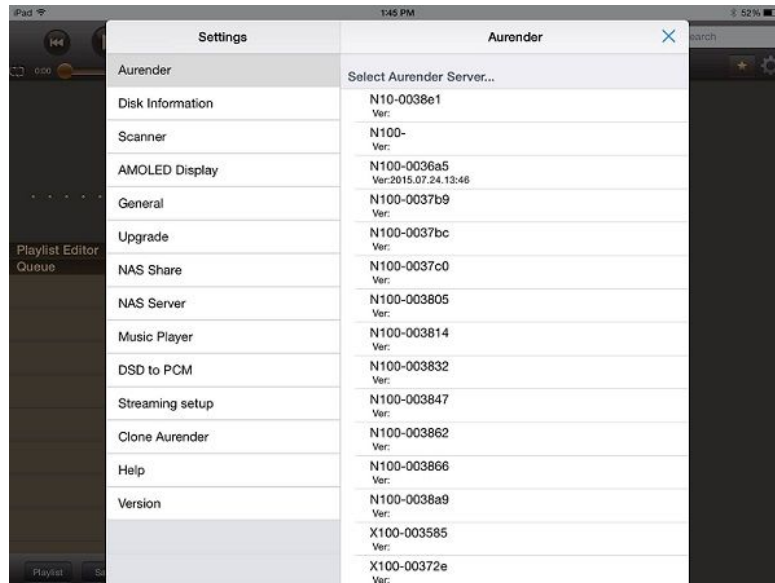 iPad
1:45 PM
52%
Settings
Aurender
earch
0:00
Aurender
Disk Information
Scanner
AMOLED Display
General
Upgrade
NAS Share
NAS Server
Music Player
DSD to PCM
Streaming setup
Clone Aurender
Help
Version
Select Aurender Server...
N10-0038e1
Ver:
N100-
Ver:
N100-0036a5
Ver:2015.07.24.13:46
N100-0037b9
Ver:
N100-0037bc
Ver:
N100-0037c0
Ver:
N100-003805
Ver:
N100-003814
Ver:
N100-003832
Ver:
N100-003847
Ver:
N100-003862
Ver:
N100-003866
Ver:
N100-0038a9
Ver:
X100-003585
Ver:
X100-00372e
Ver:
Playlist Editor
Queue
Playlist
Sa